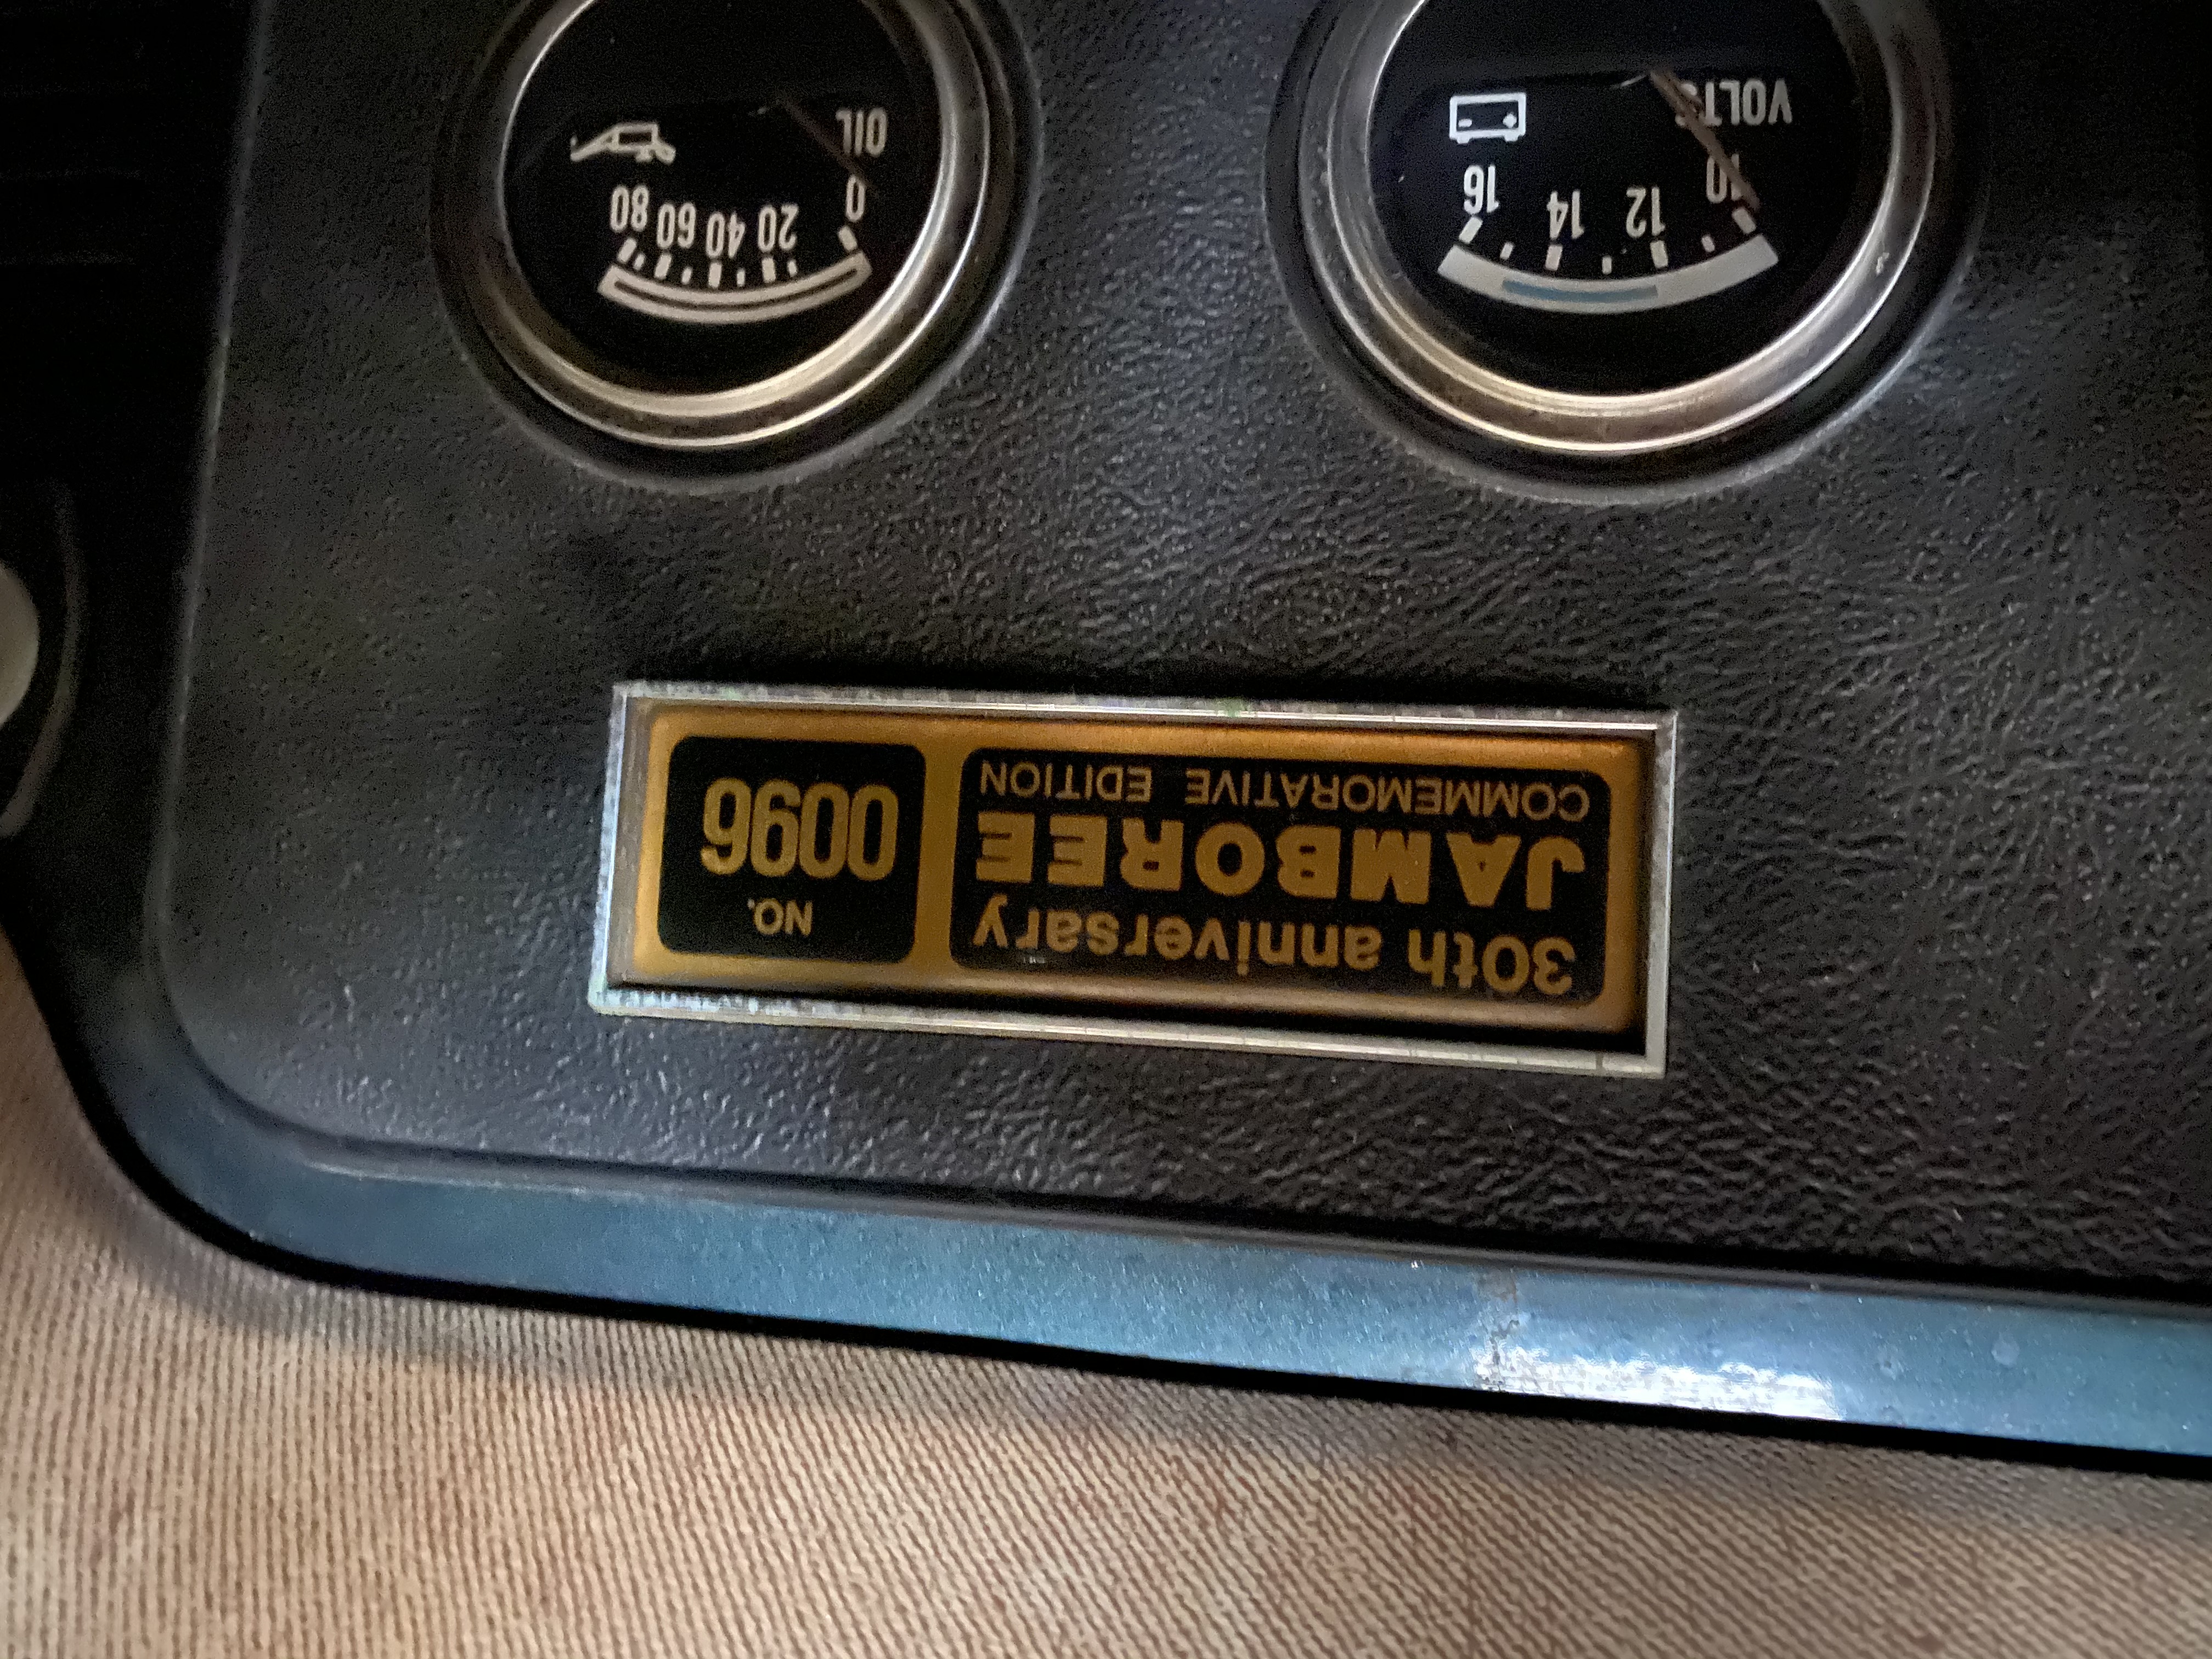 30th anniversary
JAMBOREE
COMMEMORATIVE EDITION
NO.
0096
10 12 14 16
VOLTS
0 20 40 60 80
OIL